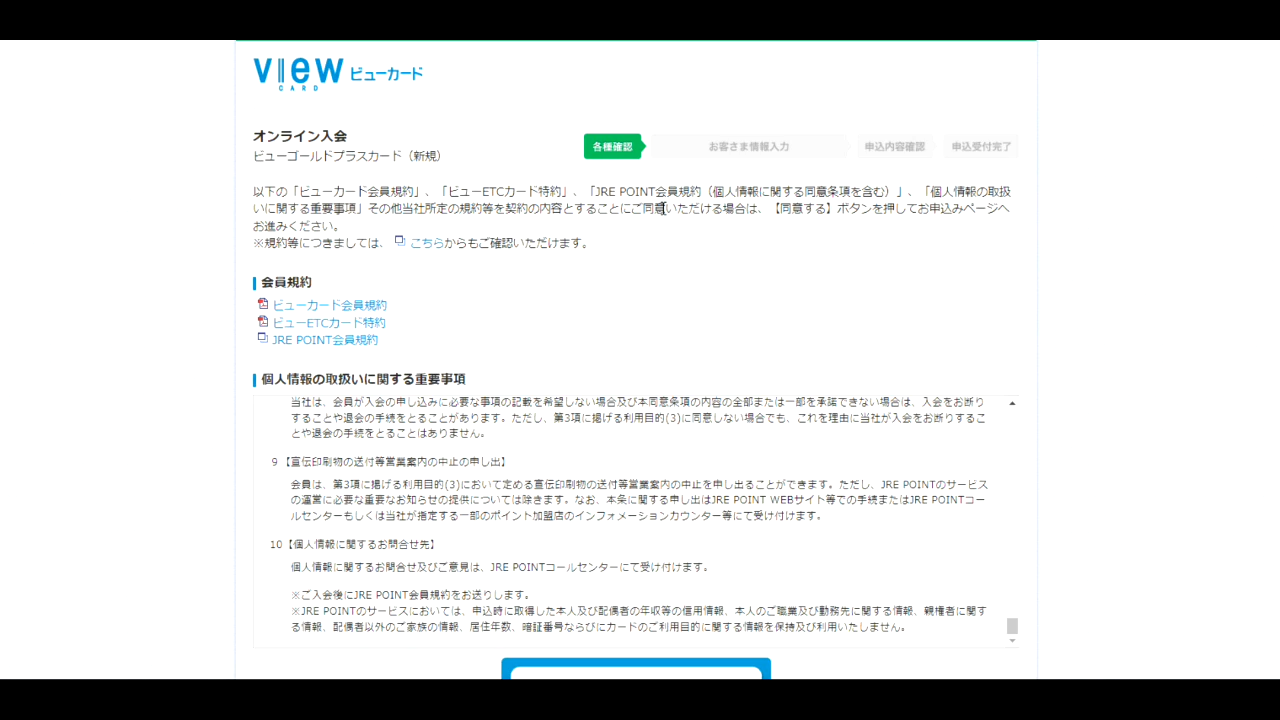 VIEW ビューカード
CARD
オンライン入会
ビューゴールドプラスカード（新規）
各種確認
お客さま情報入力
申込内容確認
申込受付完了
以下の「ビューカード会員規約」、「ビューETCカード特約」、「JRE POINT会員規約（個人情報に関する同意条項を含む）」、「個人情報の取扱
いに関する重要事項」その他当社所定の規約等を契約の内容とすることにご同意いただける場合は、【同意する】ボタンを押してお申込みページへ
お進みください。
※規約等につきましては、 こちらからもご確認いただけます。
会員規約
ビューカード会員規約
ビューETCカード特約
JRE POINT会員規約
個人情報の取扱いに関する重要事項
当社は、会員が入会の申し込みに必要な事項の記載を希望しない場合及び本同意条項の内容の全部または一部を承諾できない場合は、入会をお断り
することや退会の手続をとることがあります。ただし、第3項に掲げる利用目的(3)に同意しない場合でも、これを理由に当社が入会をお断りするこ
とや退会の手続をとることはありません。
9【宣伝印刷物の送付等営業案内の中止の申し出】
会員は、第3項に掲げる利用目的(3)において定める宣伝印刷物の送付等営業案内の中止を申し出ることができます。ただし、JRE POINTのサービス
の運営に必要な重要なお知らせの提供については除きます。なお、本条に関する申し出はJRE POINT WEBサイト等での手続またはJRE POINTコー
ルセンターもしくは当社が指定する一部のポイント加盟店のインフォメーションカウンター等にて受け付けます。
10【個人情報に関するお問合せ先】
個人情報に関するお問合せ及びご意見は、JRE POINTコールセンターにて受け付けます。
※ご入会後にJRE POINT会員規約をお送りします。
※JRE POINTのサービスにおいては、申込時に取得した本人及び配偶者の年収等の信用情報、本人のご職業及び勤務先に関する情報、親権者に関す
る情報、配偶者以外のご家族の情報、居住年数、暗証番号ならびにカードのご利用目的に関する情報を保持及び利用いたしません。